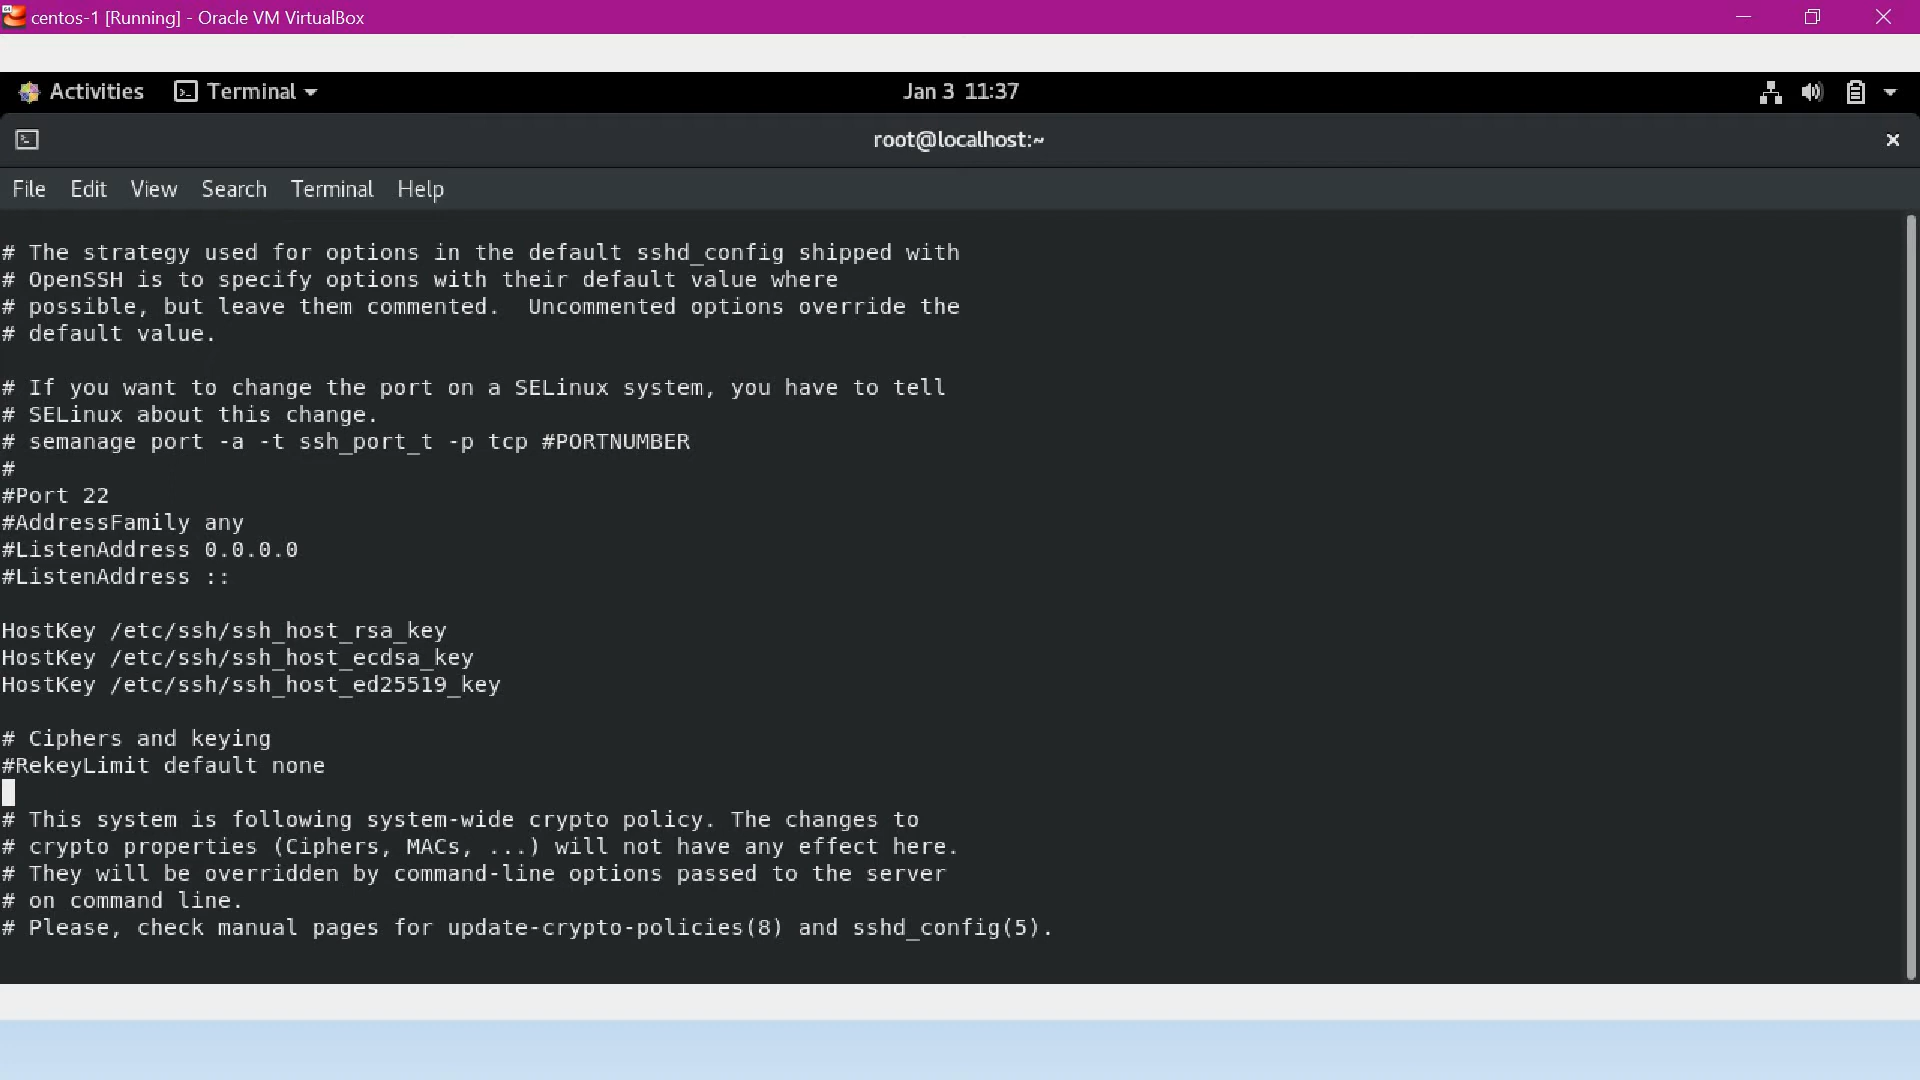 centos-1 [Running] - Oracle VM VirtualBox
Activities Terminal Jan 3 11:37
root@localhost:~
File Edit View Search Terminal Help
# The strategy used for options in the default sshd_config shipped with
# OpenSSH is to specify options with their default value where
# possible, but leave them commented.  Uncommented options override the
# default value.
# If you want to change the port on a SELinux system, you have to tell
# SELinux about this change.
# semanage port -a -t ssh_port_t -p tcp #PORTNUMBER
#
#Port 22
#AddressFamily any
#ListenAddress 0.0.0.0
#ListenAddress ::
HostKey /etc/ssh/ssh_host_rsa_key
HostKey /etc/ssh/ssh_host_ecdsa_key
HostKey /etc/ssh/ssh_host_ed25519_key
# Ciphers and keying
#RekeyLimit default none
# This system is following system-wide crypto policy. The changes to
# crypto properties (Ciphers, MACs, ...) will not have any effect here.
# They will be overridden by command-line options passed to the server
# on command line.
# Please, check manual pages for update-crypto-policies(8) and sshd_config(5).